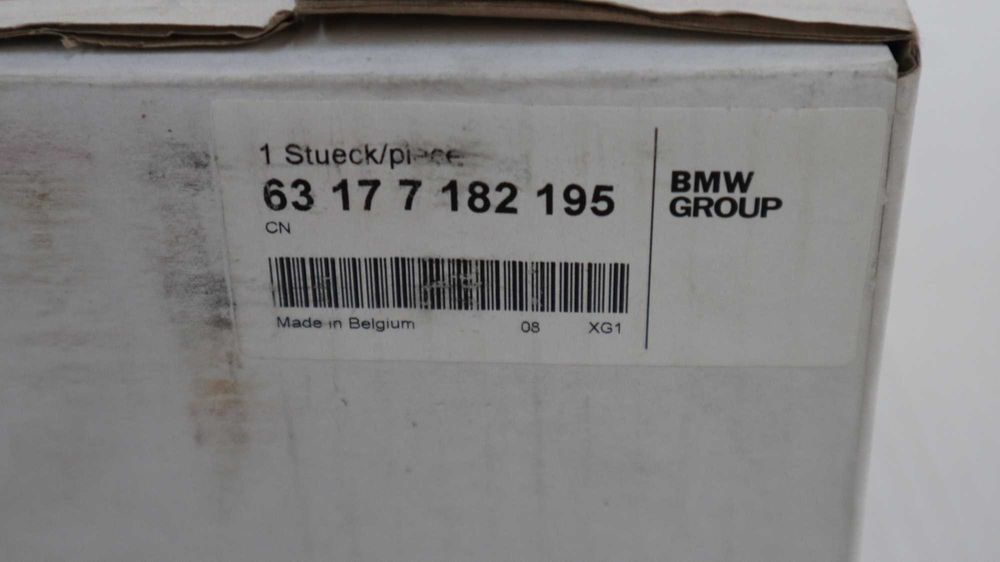 1 Stueck/piece
63 17 7 182 195
CN
Made in Belgium
08 XG1
BMW
GROUP